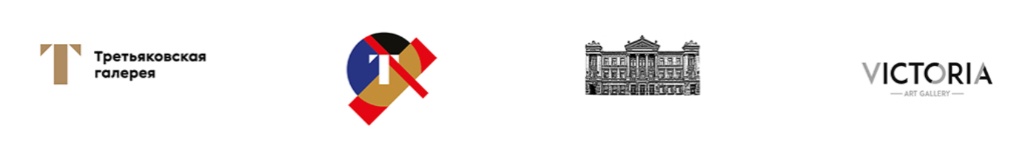 Т
Третьяковская
галерея
Т
VICTORIA
ART GALLERY